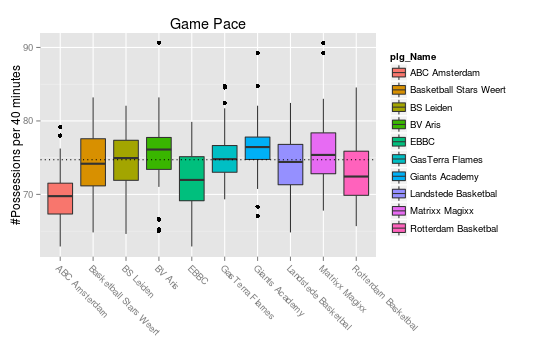 Game Pace
#Possessions per 40 minutes
90
80
70
ABC Amsterdam
Basketball Stars Weert
BS Leiden
BV Aris
EBBC
GasTerra Flames
Giants Academy
Landstede Basketbal
Matrixx Magixx
Rotterdam Basketbal
plg_Name
ABC Amsterdam
Basketball Stars Weert
BS Leiden
BV Aris
EBBC
GasTerra Flames
Giants Academy
Landstede Basketbal
Matrixx Magixx
Rotterdam Basketbal